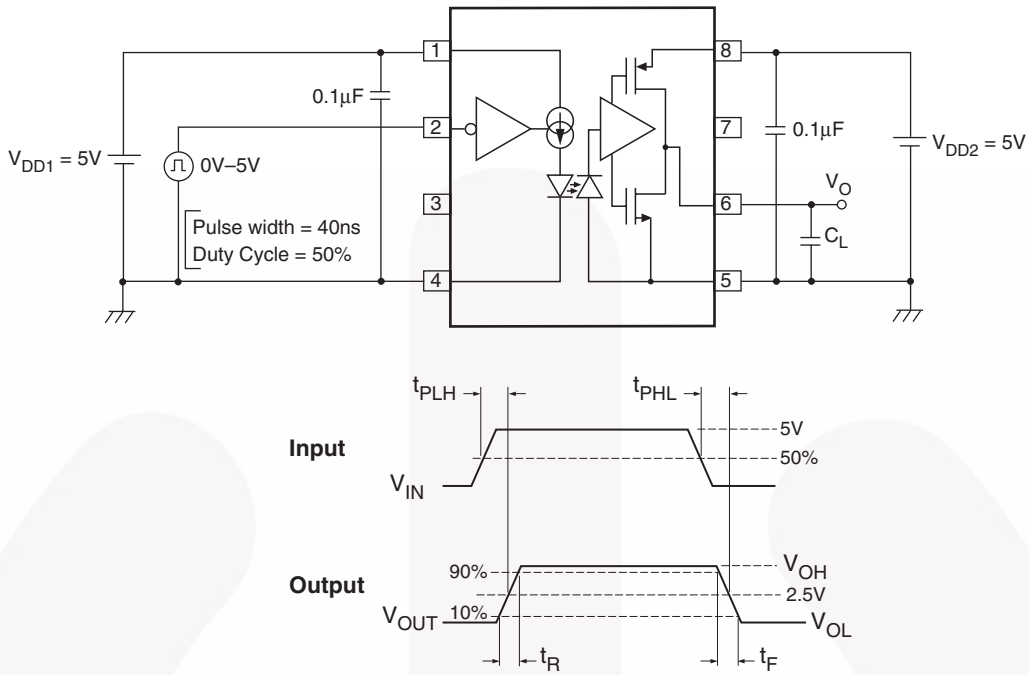 1
8
0.1μF
2
7
0.1μF
V_DD1 = 5V
0V–5V
V_DD2 = 5V
V_O
3
6
Pulse width = 40ns
Duty Cycle = 50%
C_L
4
5
t_PLH
t_PHL
5V
Input
50%
V_IN
90%
V_OH
Output
2.5V
V_OUT
10%
V_OL
t_R
t_F